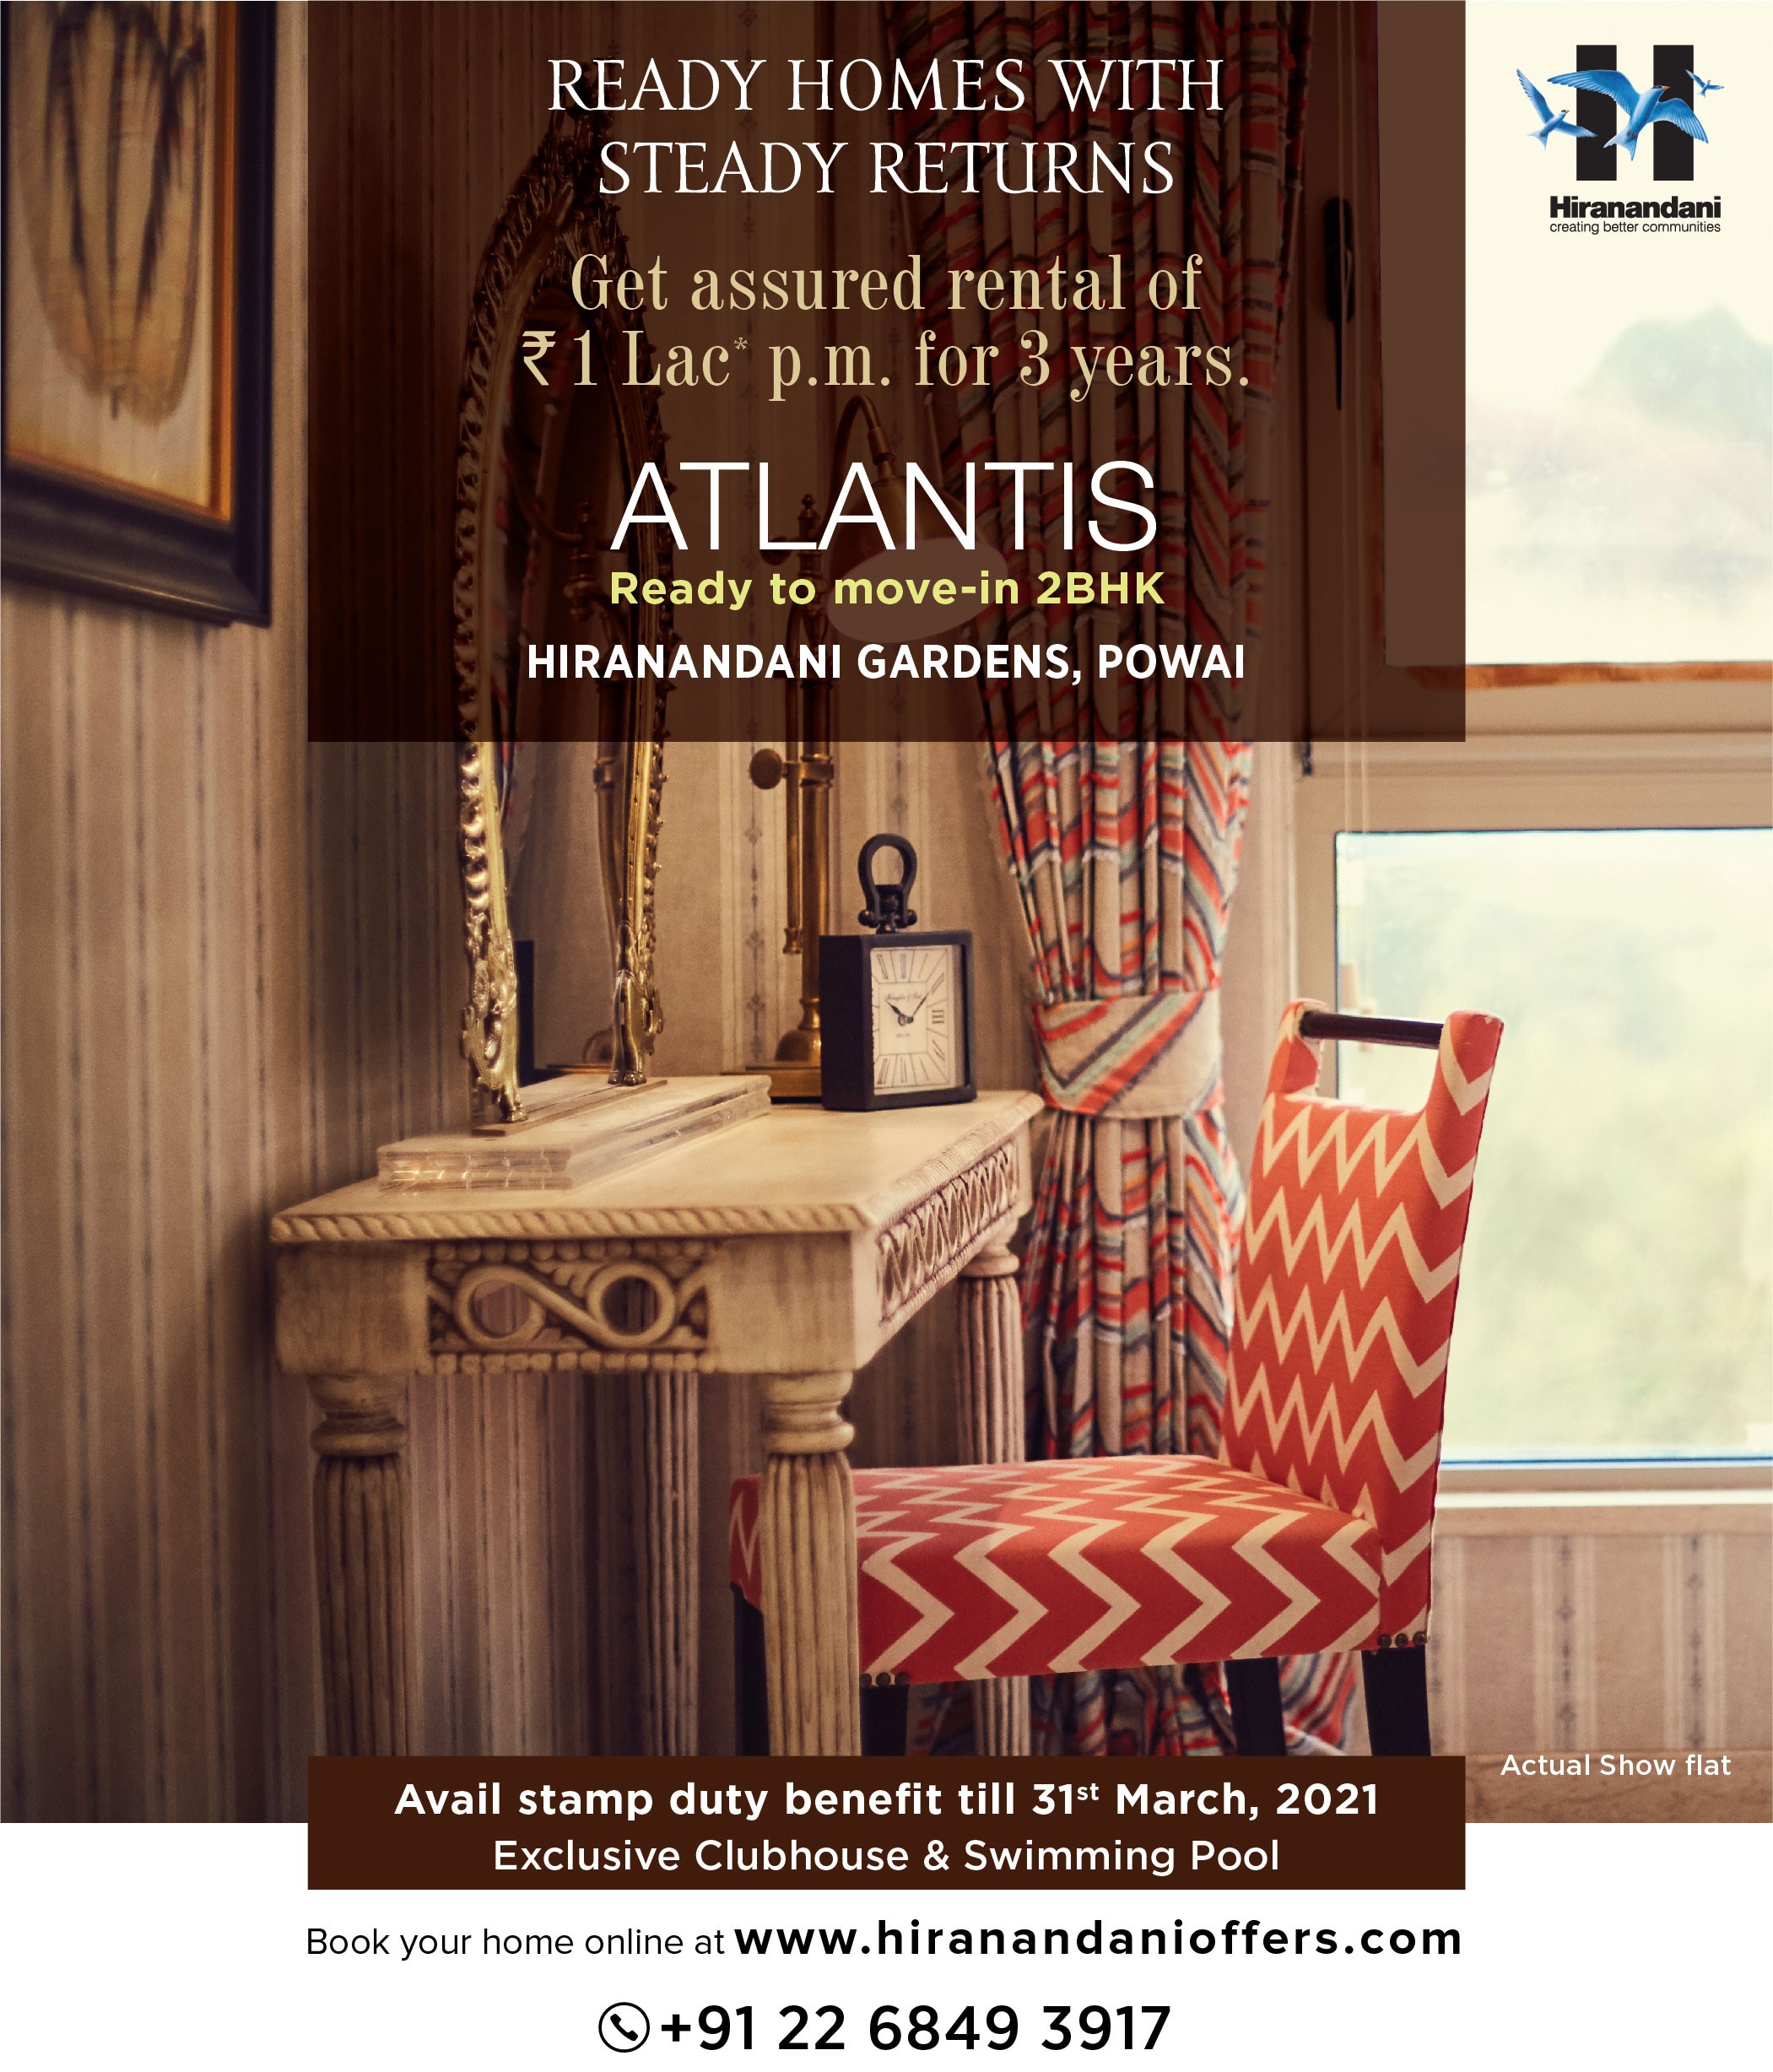 READY HOMES WITH
STEADY RETURNS
Get assured rental of
₹ 1 Lac* p.m. for 3 years.
ATLANTIS
Ready to move-in 2BHK
HIRANANDANI GARDENS, POWAI
H
Hiranandani
creating better communities
Actual Show flat
Avail stamp duty benefit till 31st March, 2021
Exclusive Clubhouse & Swimming Pool
Book your home online at www.hiranandanioffers.com
+91 22 6849 3917